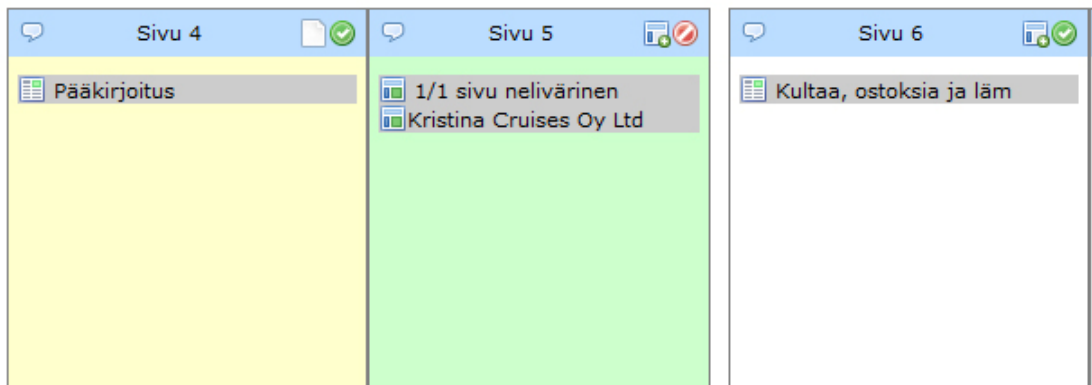 Sivu 4
Pääkirjoitus
Sivu 5
1/1 sivu nelivärinen
Kristina Cruises Oy Ltd
Sivu 6
Kultaa, ostoksia ja läm